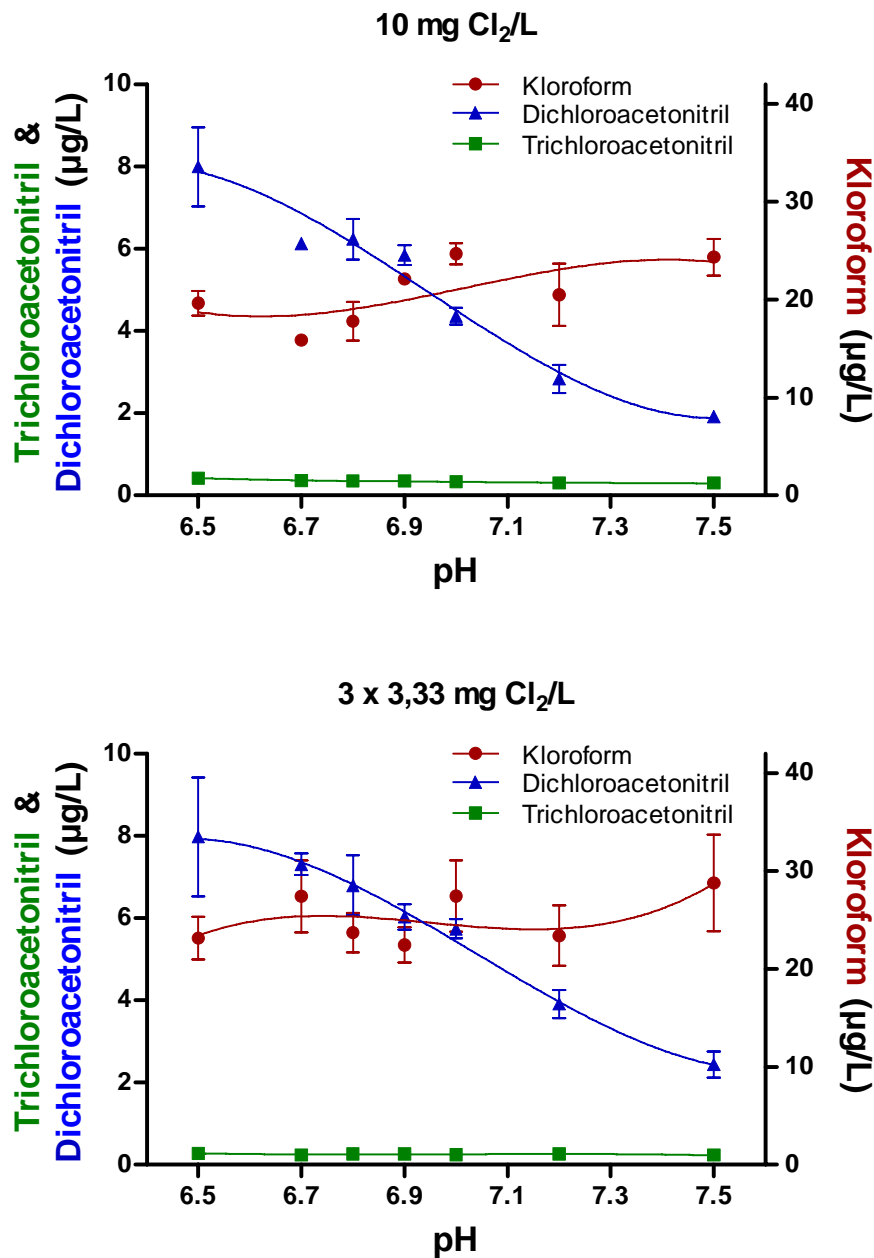 10 mg Cl₂/L
Trichloroacetonitril &
Dichloroacetonitril (µg/L)
10
8
6
4
2
0
Kloroform
Dichloroacetonitril
Trichloroacetonitril
40
30
20
10
0
Kloroform (µg/L)
6.5 6.7 6.9 7.1 7.3 7.5
pH
3 x 3,33 mg Cl₂/L
Trichloroacetonitril &
Dichloroacetonitril (µg/L)
10
8
6
4
2
0
Kloroform
Dichloroacetonitril
Trichloroacetonitril
40
30
20
10
0
Kloroform (µg/L)
6.5 6.7 6.9 7.1 7.3 7.5
pH